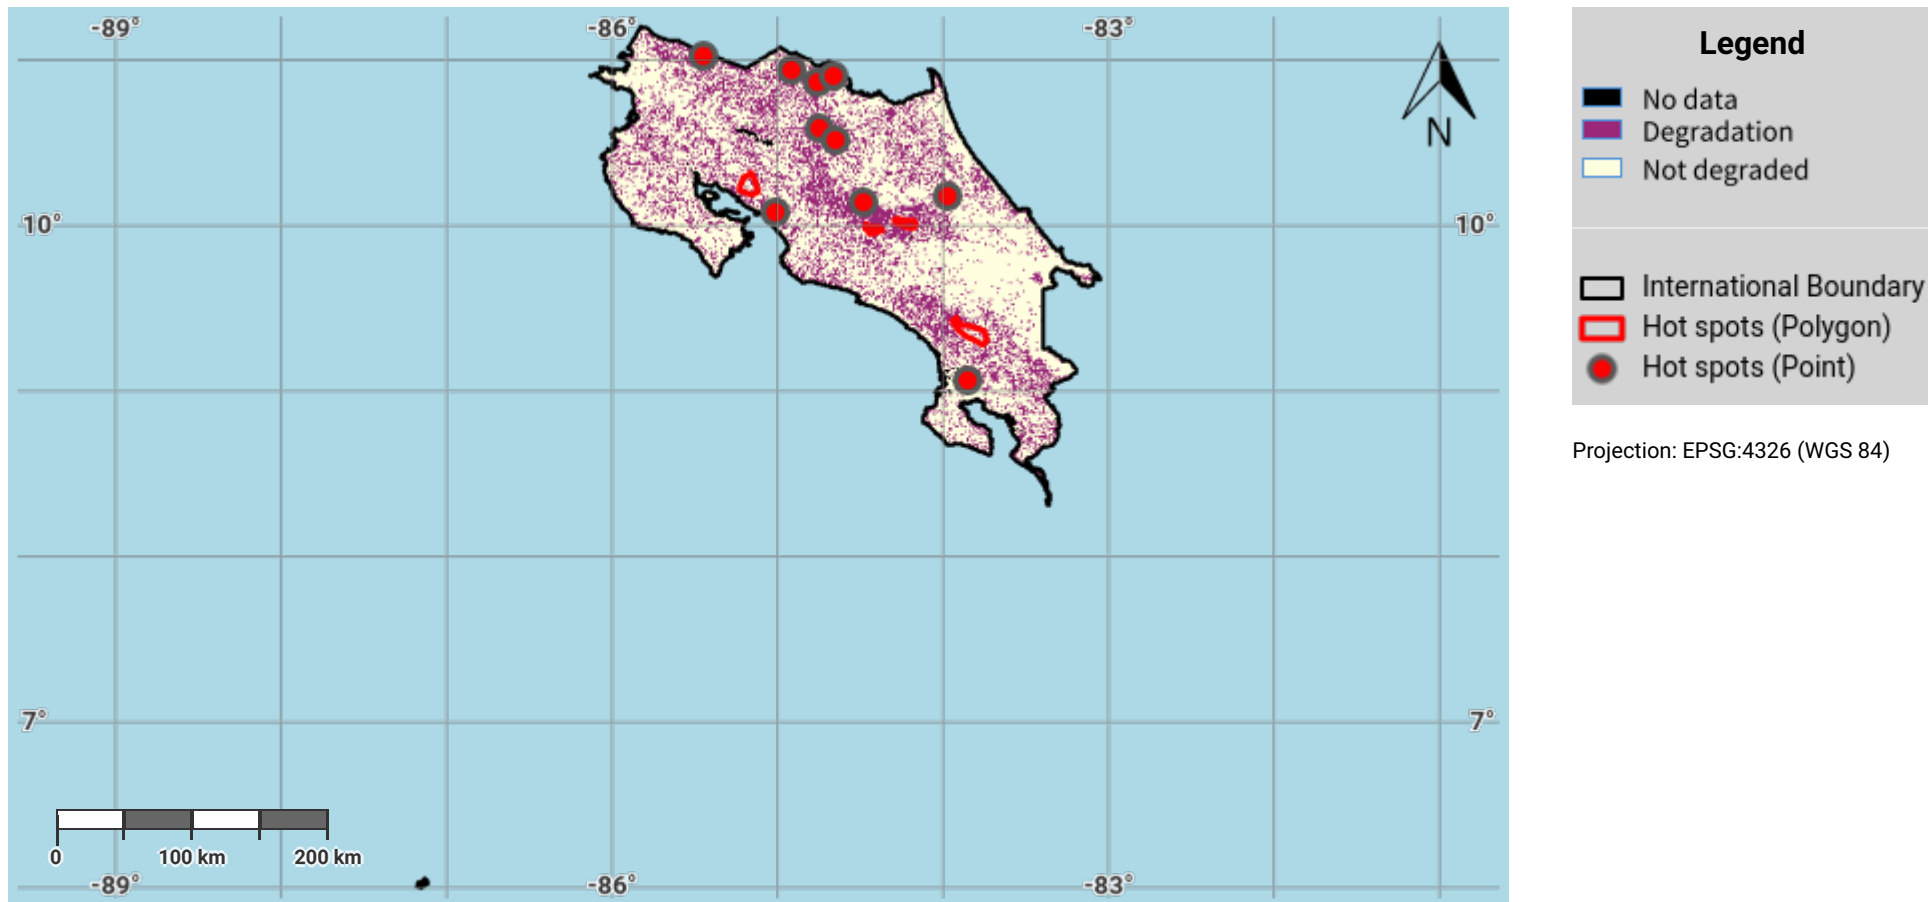 -89° -86° -83°
10° 10°
N
7° 7°
0 100 km 200 km
-89° -86° -83°
Legend
No data
Degradation
Not degraded
International Boundary
Hot spots (Polygon)
Hot spots (Point)
Projection: EPSG:4326 (WGS 84)